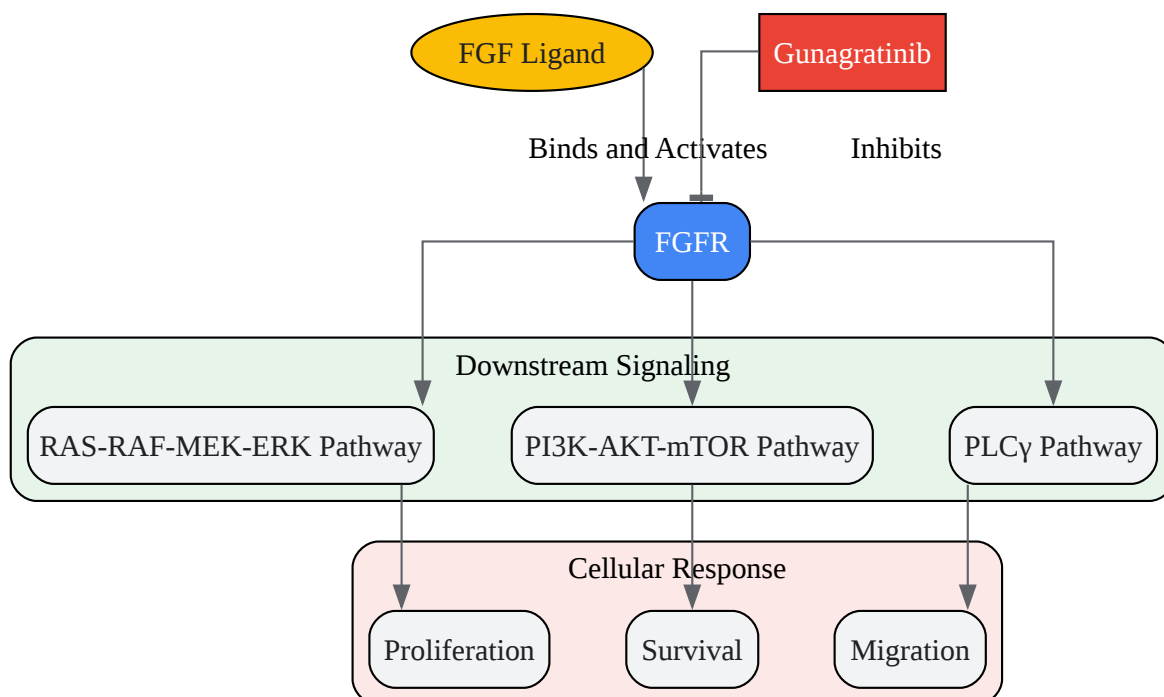 FGF Ligand
Gunagratinib
Binds and Activates
Inhibits
FGFR
Downstream Signaling
RAS-RAF-MEK-ERK Pathway
PI3K-AKT-mTOR Pathway
PLCγ Pathway
Cellular Response
Proliferation
Survival
Migration